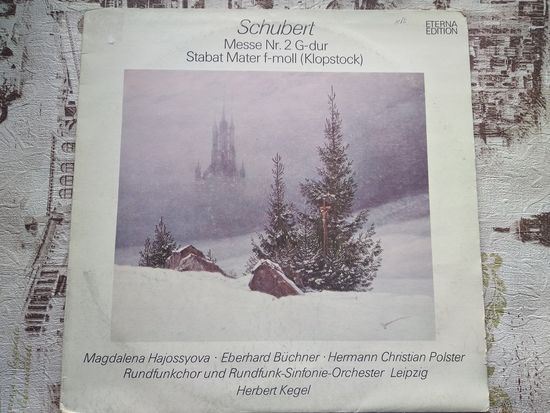 Schubert
Messe Nr. 2 G-dur
Stabat Mater f-moll (Klopstock)
ETERNA
EDITION
Magdalena Hajossyova · Eberhard Büchner · Hermann Christian Polster
Rundfunkchor und Rundfunk-Sinfonie-Orchester Leipzig
Herbert Kegel